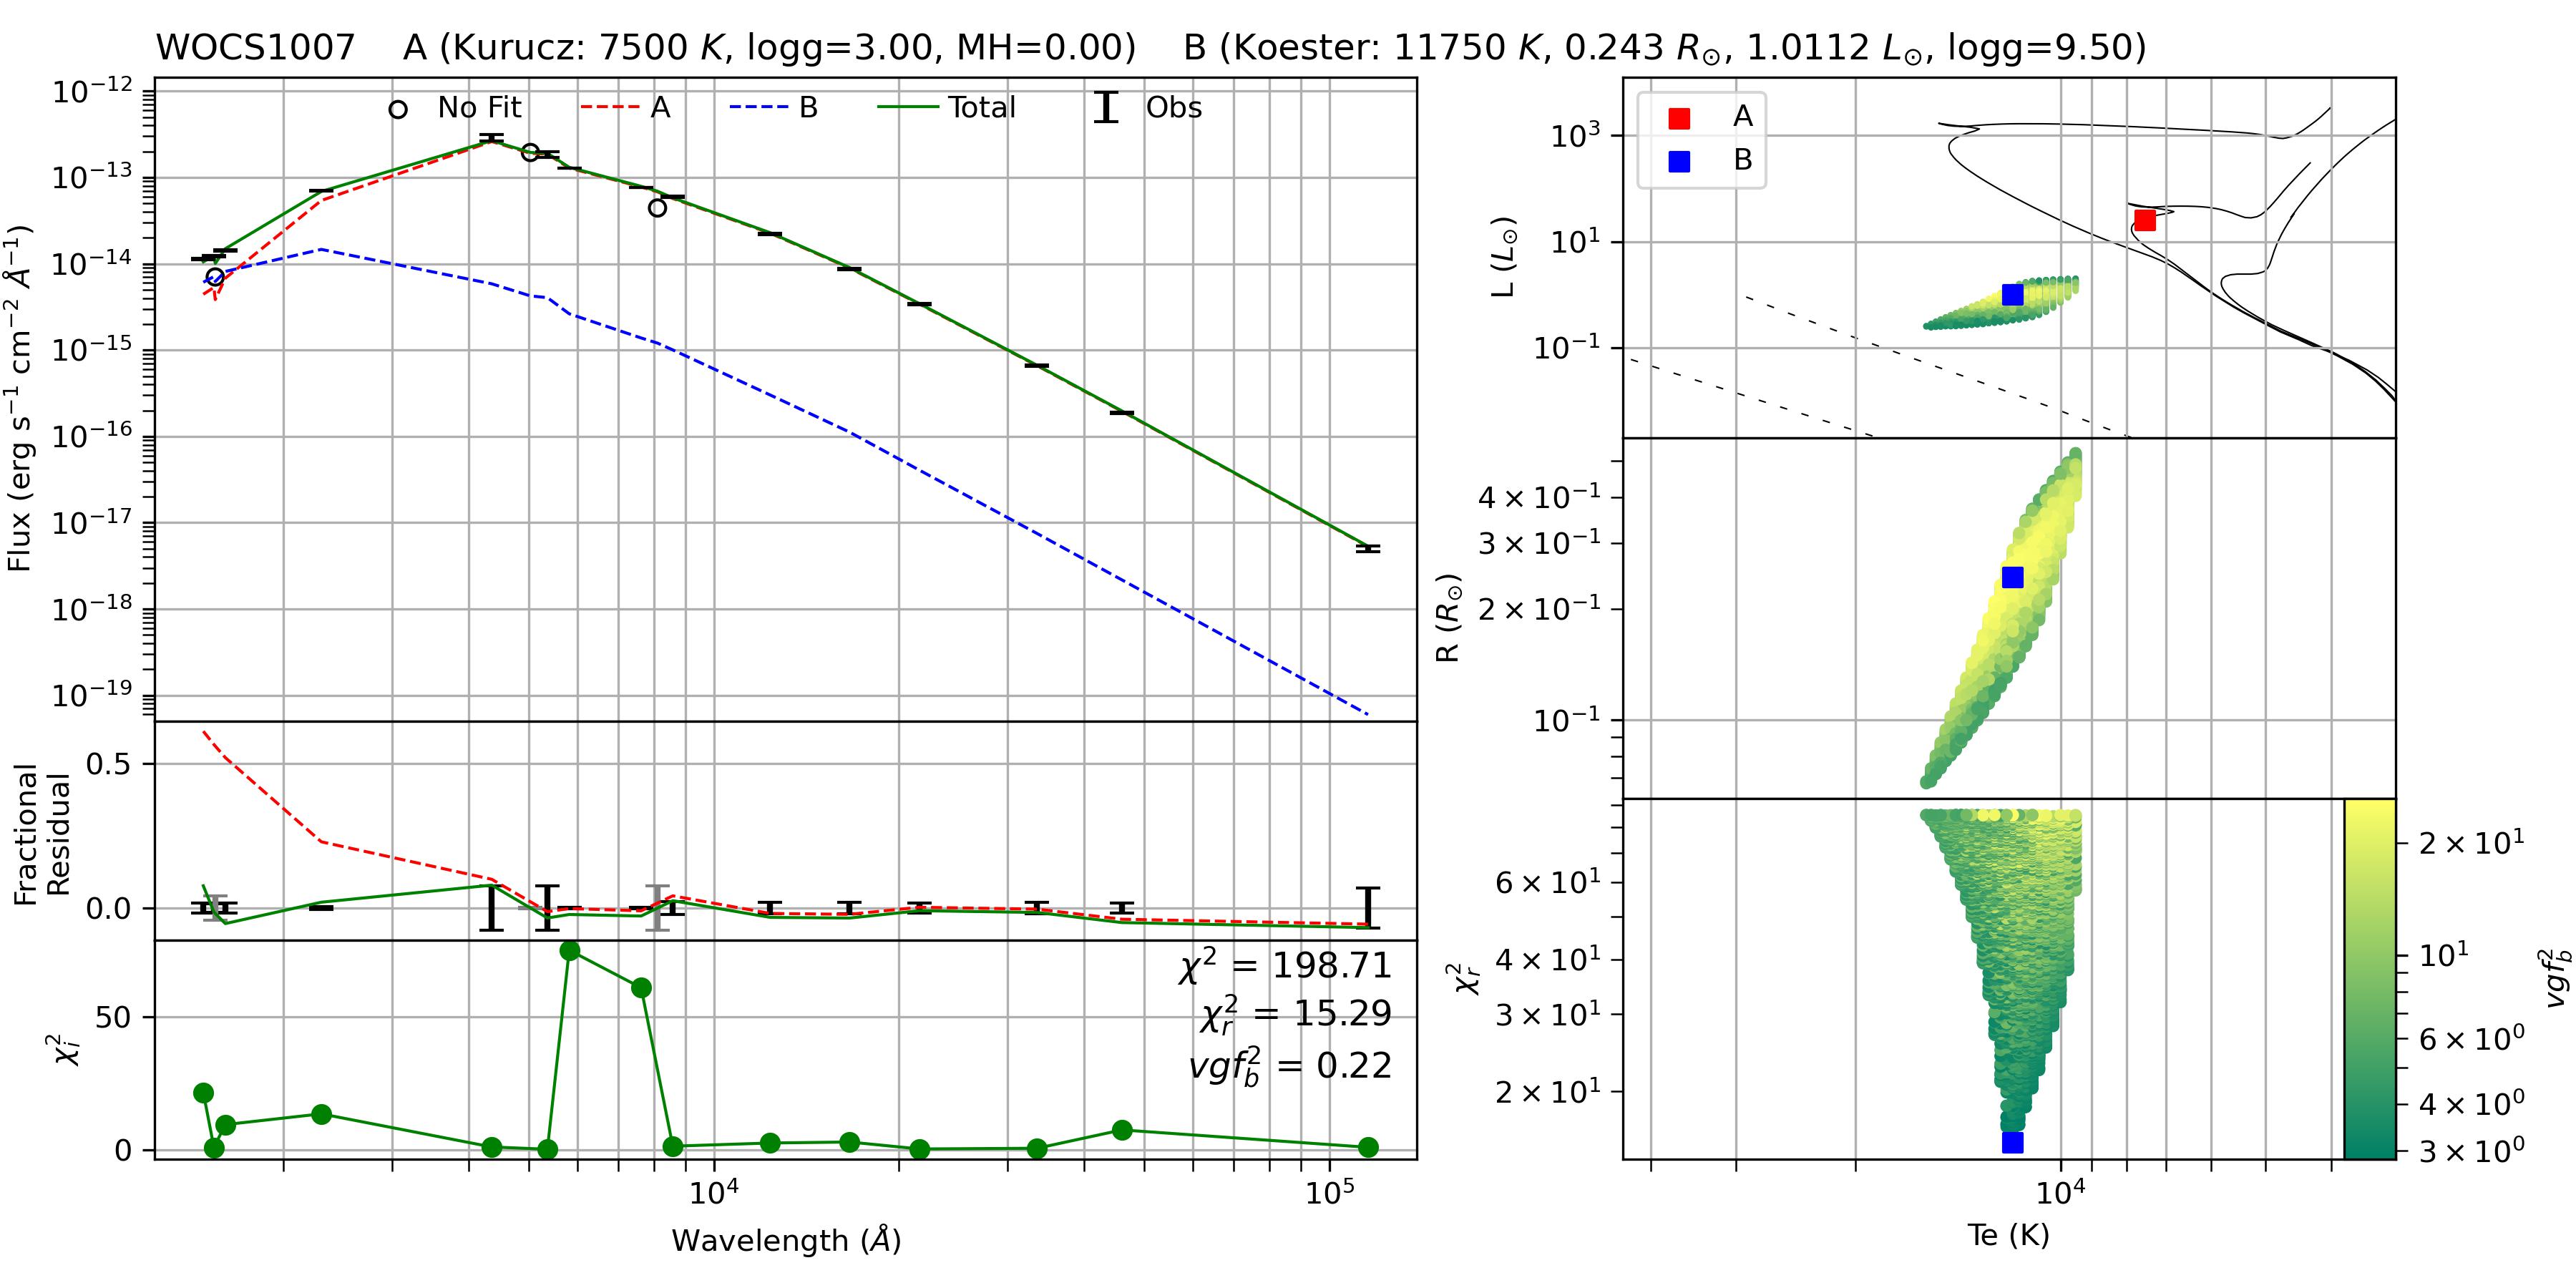 WOCS1007 A (Kurucz: 7500 K, logg=3.00, MH=0.00) B (Koester: 11750 K, 0.243 R⊙, 1.0112 L⊙, logg=9.50)
No Fit A B Total Obs
Flux (erg s⁻¹ cm⁻² Å⁻¹)
10⁻¹²
10⁻¹³
10⁻¹⁴
10⁻¹⁵
10⁻¹⁶
10⁻¹⁷
10⁻¹⁸
10⁻¹⁹
Fractional
Residual
0.5
0.0
χᵢ²
50
0
χ² = 198.71
χᵣ² = 15.29
vgf_b² = 0.22
10⁴ 10⁵
Wavelength (Å)
A
B
L (L⊙)
10³
10¹
10⁻¹
R (R⊙)
4 × 10⁻¹
3 × 10⁻¹
2 × 10⁻¹
10⁻¹
χᵣ²
6 × 10¹
4 × 10¹
3 × 10¹
2 × 10¹
10⁴
Te (K)
2 × 10¹
10¹
6 × 10⁰
4 × 10⁰
3 × 10⁰
vgf_b²